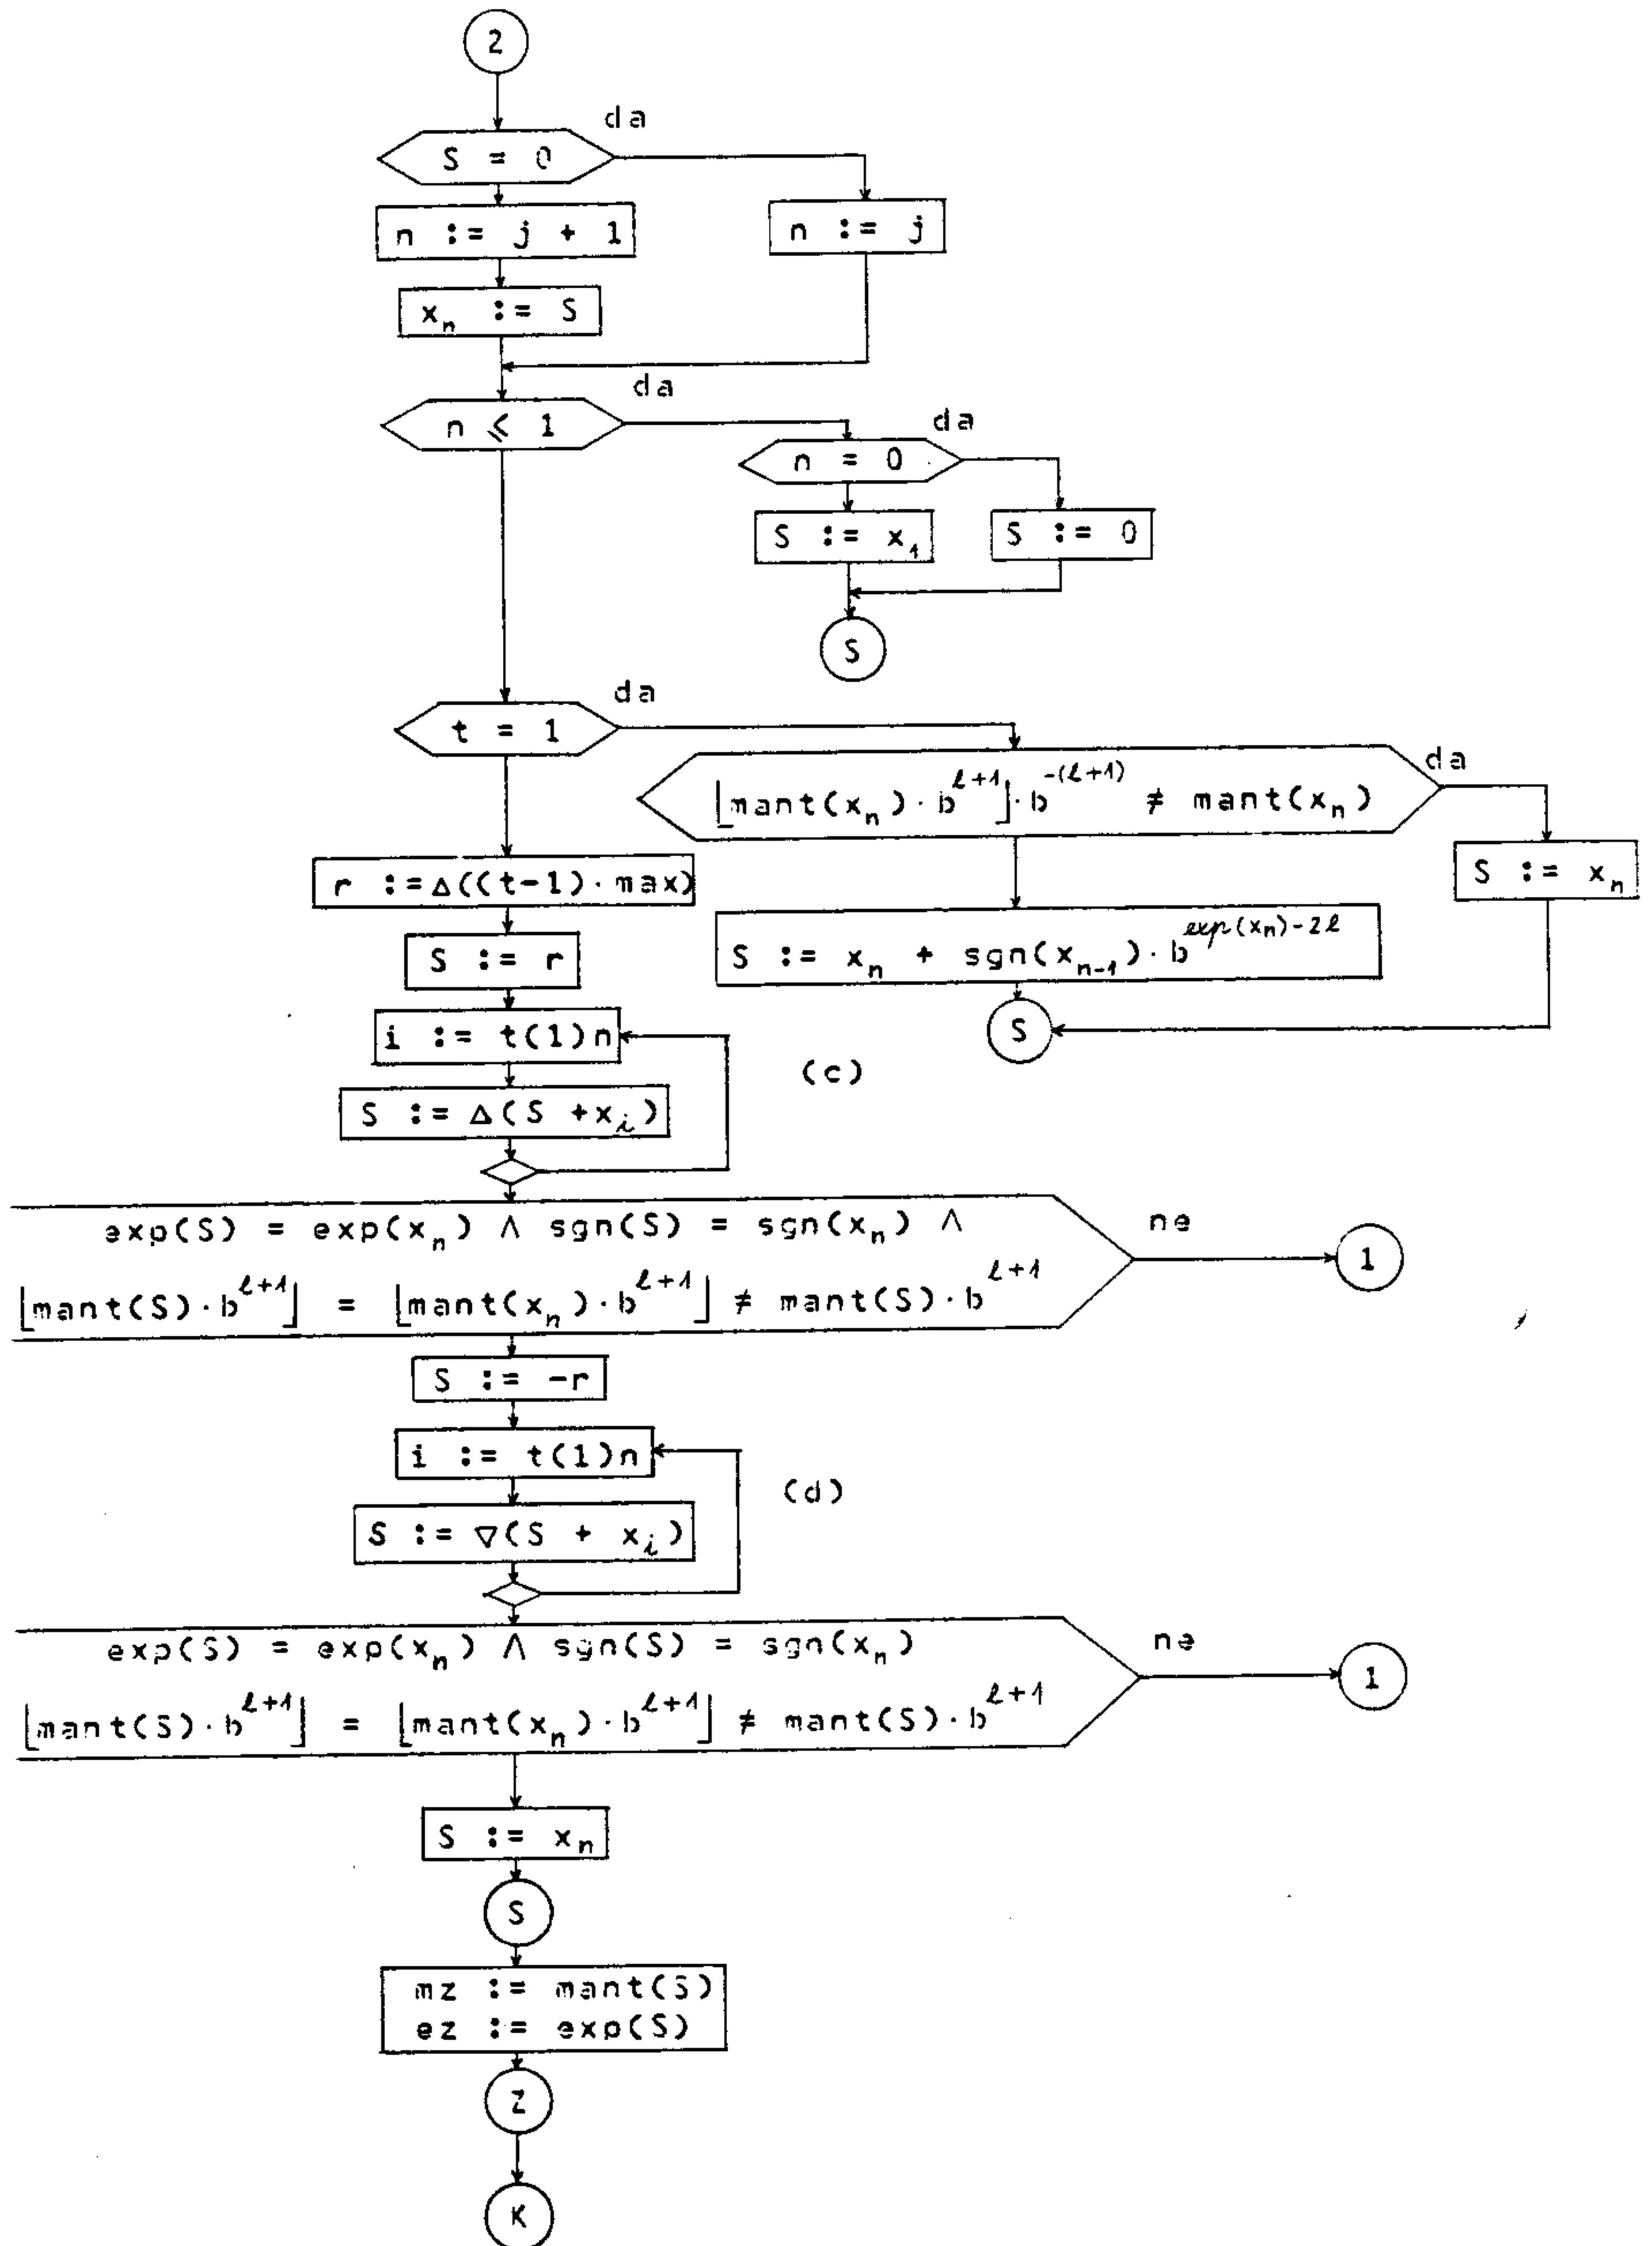 2
da
S = 0
n := j + 1
n := j
xₙ := S
da
n ⩽ 1
da
n = 0
S := x₁
S := 0
S
da
t = 1
da
⌊mant(xₙ)·b^{ℓ+1}⌋·b^{-(ℓ+1)} ≠ mant(xₙ)
r := Δ((t-1)·max)
S := xₙ
S := r
S := xₙ + sgn(xₙ₋₁)·b^{exp(xₙ)-2ℓ}
i := t(1)n
S
(c)
S := Δ(S +xᵢ)
exp(S) = exp(xₙ) ∧ sgn(S) = sgn(xₙ) ∧
ne
1
⌊mant(S)·b^{ℓ+1}⌋ = ⌊mant(xₙ)·b^{ℓ+1}⌋ ≠ mant(S)·b^{ℓ+1}
S := -r
i := t(1)n
(d)
S := ∇(S + xᵢ)
exp(S) = exp(xₙ) ∧ sgn(S) = sgn(xₙ)
ne
1
⌊mant(S)·b^{ℓ+1}⌋ = ⌊mant(xₙ)·b^{ℓ+1}⌋ ≠ mant(S)·b^{ℓ+1}
S := xₙ
S
mz := mant(S)
ez := exp(S)
Z
K